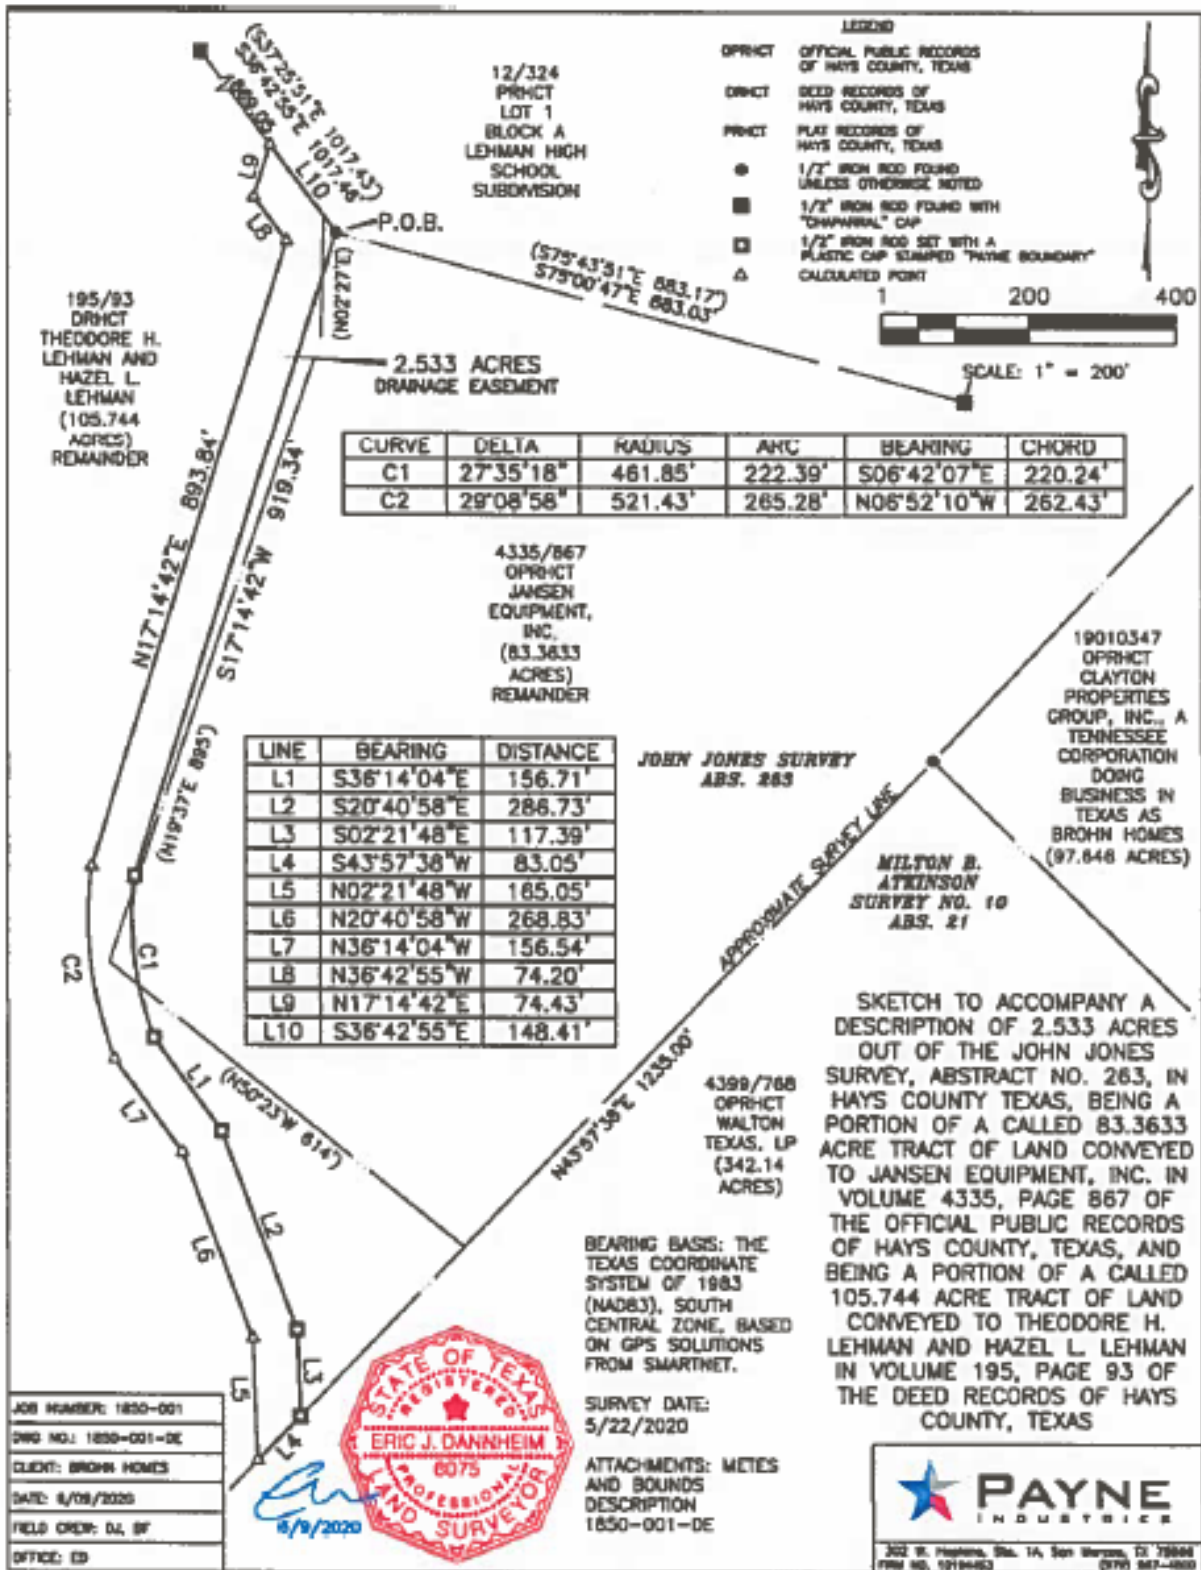 (S37°25'51"E 1017.43')
S36°42'55"E 1017.46'
869.05
L10
L9
L8
P.O.B.
12/324
PRHCT
LOT 1
BLOCK A
LEHMAN HIGH
SCHOOL
SUBDIVISION
LEGEND
OPRHCT OFFICIAL PUBLIC RECORDS
OF HAYS COUNTY, TEXAS
DRHCT DEED RECORDS OF
HAYS COUNTY, TEXAS
PRHCT PLAT RECORDS OF
HAYS COUNTY, TEXAS
1/2" IRON ROD FOUND
UNLESS OTHERWISE NOTED
1/2" IRON ROD FOUND WITH
"CHAPARRAL" CAP
1/2" IRON ROD SET WITH A
PLASTIC CAP STAMPED "PAYNE BOUNDARY"
CALCULATED POINT
1 200 400
SCALE: 1" = 200'
(S75°43'51"E 883.17')
S75°00'47"E 883.03'
(N02°27'E)
195/93
DRHCT
THEODORE H.
LEHMAN AND
HAZEL L.
LEHMAN
(105.744
ACRES)
REMAINDER
2.533 ACRES
DRAINAGE EASEMENT
CURVE DELTA RADIUS ARC BEARING CHORD
C1 27°35'18" 461.85' 222.39' S06°42'07"E 220.24'
C2 29°08'58" 521.43' 265.28' N06°52'10"W 262.43'
N17°14'42"E 893.84'
S17°14'42"W 919.34'
(N19°37'E 895')
4335/867
OPRHCT
JANSEN
EQUIPMENT,
INC.
(83.3633
ACRES)
REMAINDER
19010347
OPRHCT
CLAYTON
PROPERTIES
GROUP, INC., A
TENNESSEE
CORPORATION
DOING
BUSINESS IN
TEXAS AS
BROHN HOMES
(97.648 ACRES)
LINE BEARING DISTANCE
L1 S36°14'04"E 156.71'
L2 S20°40'58"E 286.73'
L3 S02°21'48"E 117.39'
L4 S43°57'38"W 83.05'
L5 N02°21'48"W 165.05'
L6 N20°40'58"W 268.83'
L7 N36°14'04"W 156.54'
L8 N36°42'55"W 74.20'
L9 N17°14'42"E 74.43'
L10 S36°42'55"E 148.41'
JOHN JONES SURVEY
ABS. 263
APPROXIMATE SURVEY LINE
MILTON B.
ATKINSON
SURVEY NO. 10
ABS. 21
C1
C2
L1
L7
(N50°23'W 614')
N43°57'38"E 1235.00'
L2
L6
L3
L5
L4
4399/768
OPRHCT
WALTON
TEXAS, LP
(342.14
ACRES)
SKETCH TO ACCOMPANY A
DESCRIPTION OF 2.533 ACRES
OUT OF THE JOHN JONES
SURVEY, ABSTRACT NO. 263, IN
HAYS COUNTY TEXAS, BEING A
PORTION OF A CALLED 83.3633
ACRE TRACT OF LAND CONVEYED
TO JANSEN EQUIPMENT, INC. IN
VOLUME 4335, PAGE 867 OF
THE OFFICIAL PUBLIC RECORDS
OF HAYS COUNTY, TEXAS, AND
BEING A PORTION OF A CALLED
105.744 ACRE TRACT OF LAND
CONVEYED TO THEODORE H.
LEHMAN AND HAZEL L. LEHMAN
IN VOLUME 195, PAGE 93 OF
THE DEED RECORDS OF HAYS
COUNTY, TEXAS
BEARING BASIS: THE
TEXAS COORDINATE
SYSTEM OF 1983
(NAD83), SOUTH
CENTRAL ZONE, BASED
ON GPS SOLUTIONS
FROM SMARTNET.
SURVEY DATE:
5/22/2020
ATTACHMENTS: METES
AND BOUNDS
DESCRIPTION
1850-001-DE
STATE OF TEXAS
REGISTERED
ERIC J. DANNHEIM
6075
PROFESSIONAL
LAND SURVEYOR
6/9/2020
JOB NUMBER: 1850-001
DWG NO.: 1850-001-DE
CLIENT: BROHN HOMES
DATE: 6/09/2020
FIELD CREW: DJ, BF
OFFICE: ED
PAYNE
INDUSTRIES
302 W. Hopkins, Ste. 1A, San Marcos, TX 78666
FIRM NO.